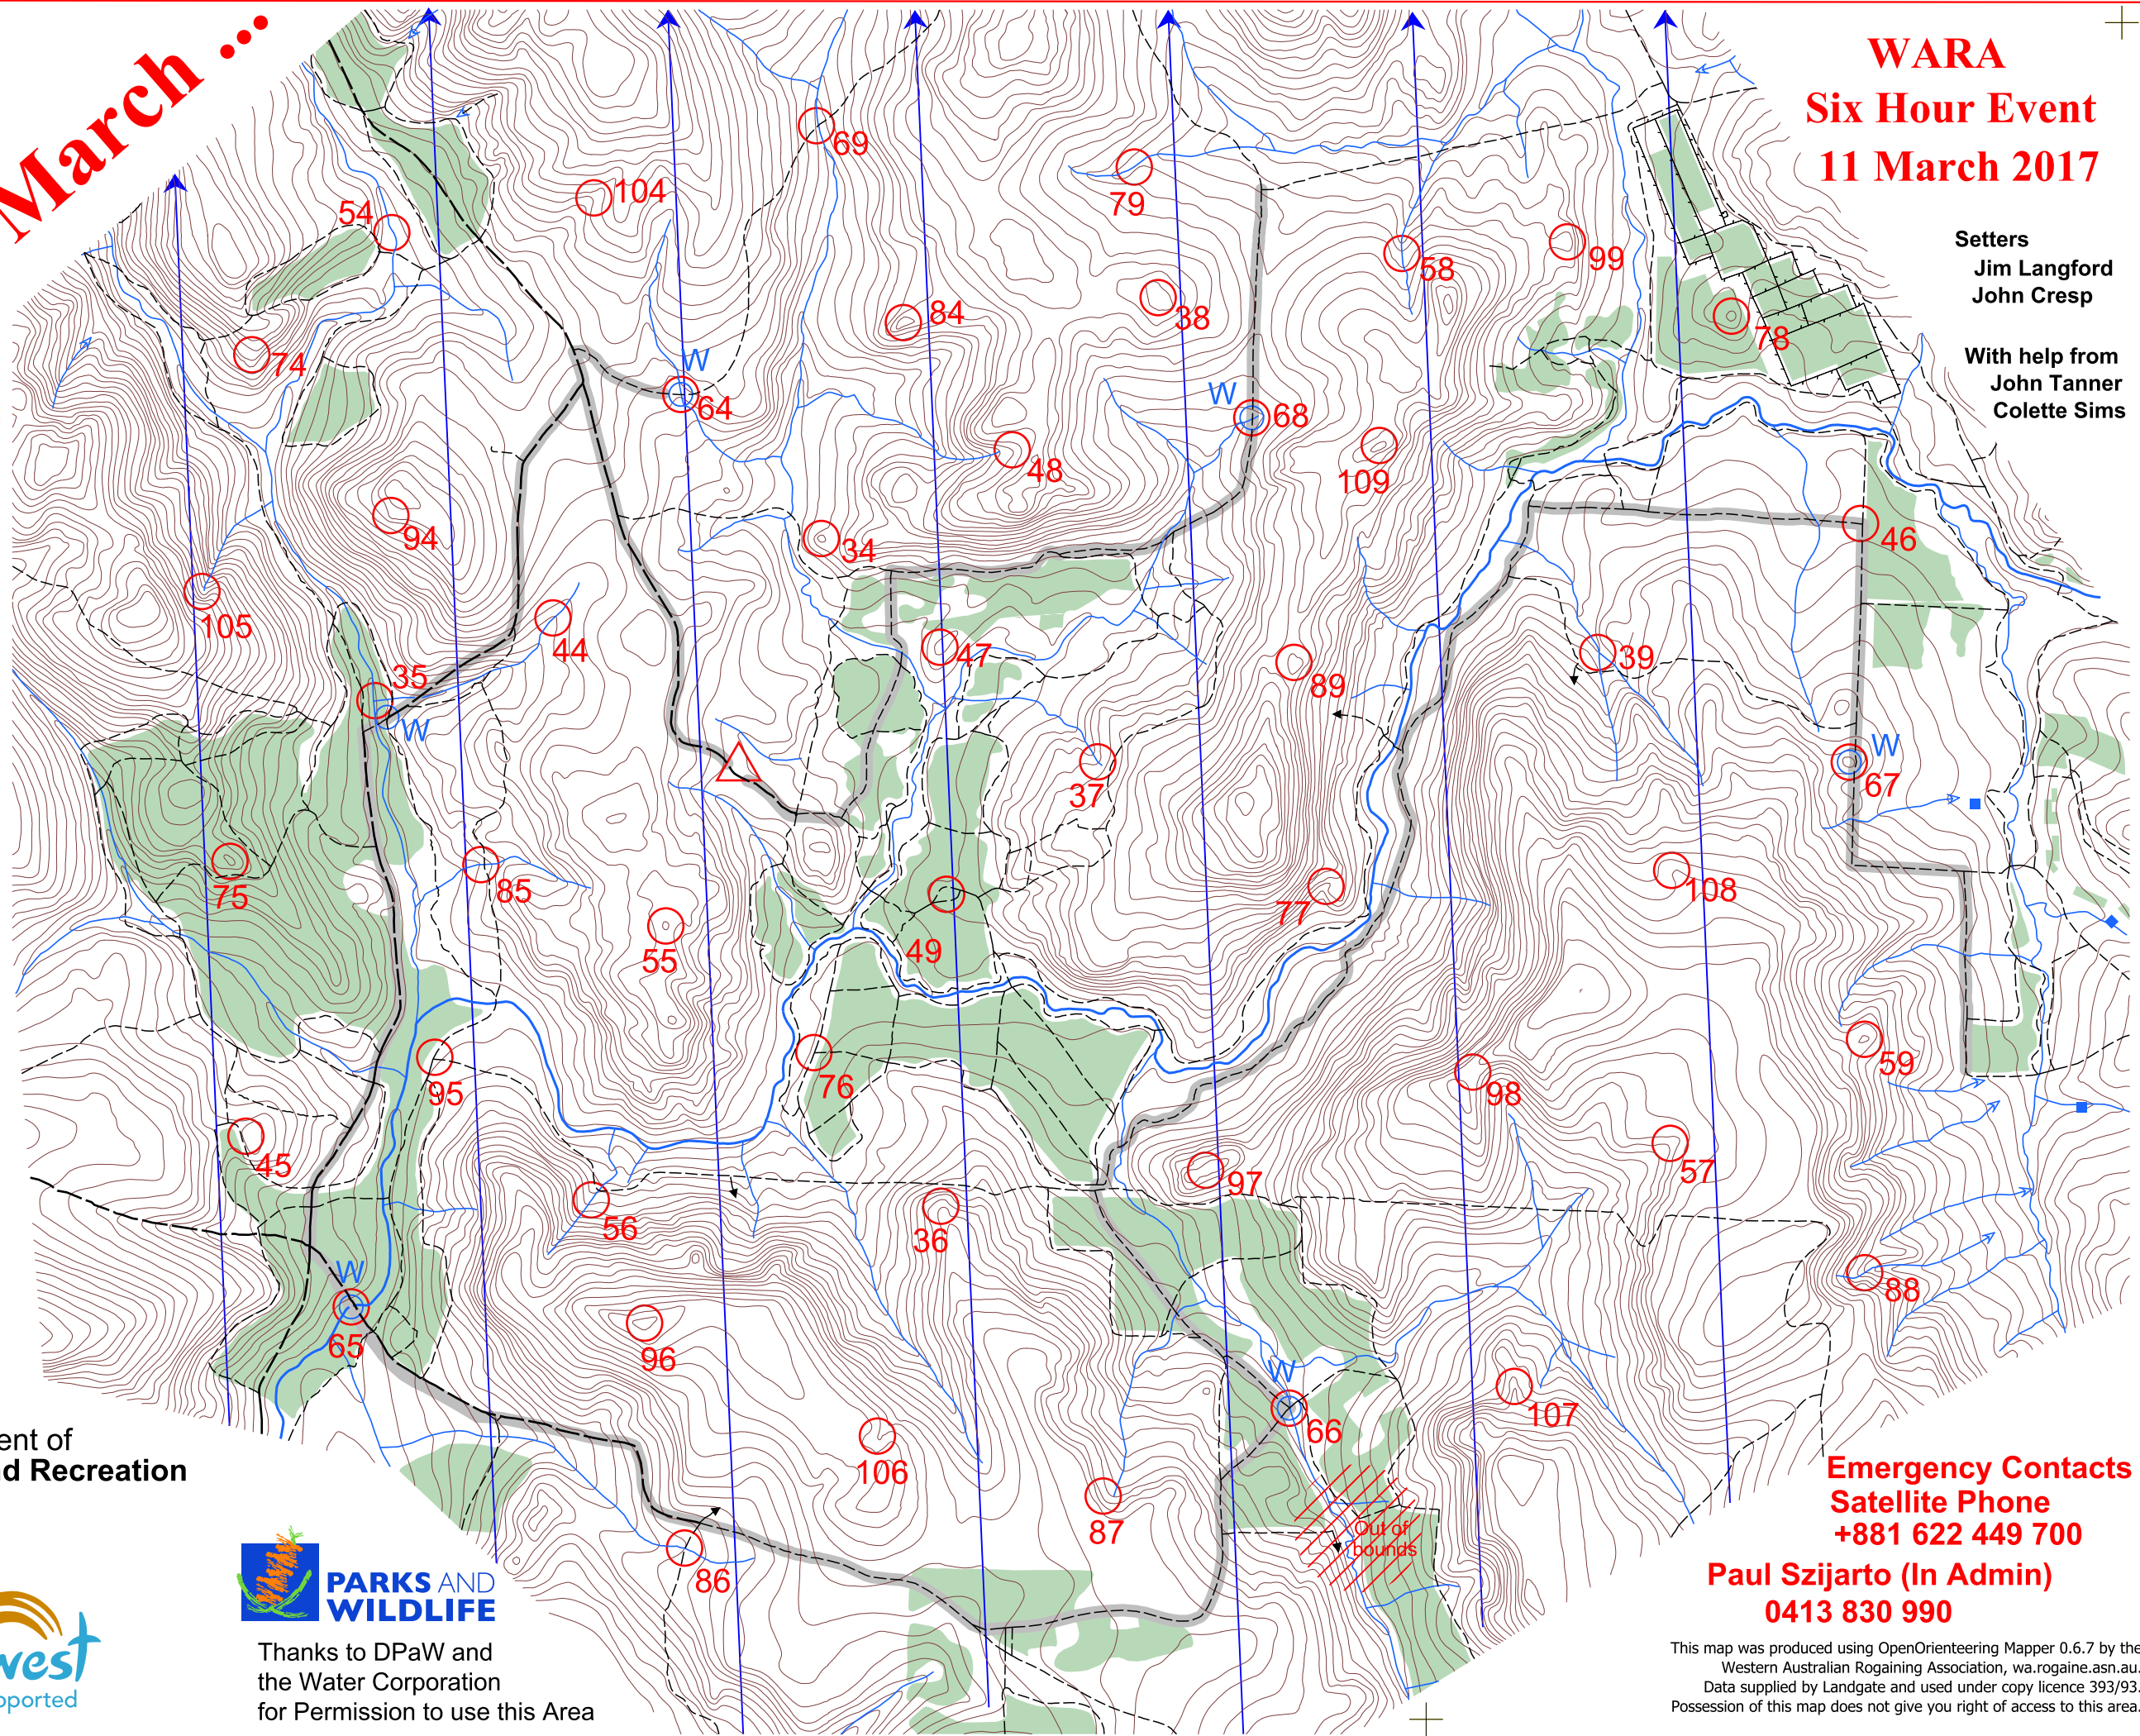 March ...
WARA
Six Hour Event
11 March 2017
Setters
Jim Langford
John Cresp
With help from
John Tanner
Colette Sims
69
104
54
79
58
99
38
84
78
74
W
64
W
68
48
109
94
34
46
105
44
35
W
47
89
39
37
W
67
75
85
55
49
77
108
76
95
59
98
45
56
36
97
57
88
W
65
96
W
66
107
106
87
86
Out of
bounds
ent of
d Recreation
PARKS AND
WILDLIFE
west
pported
Thanks to DPaW and
the Water Corporation
for Permission to use this Area
Emergency Contacts
Satellite Phone
+881 622 449 700
Paul Szijarto (In Admin)
0413 830 990
This map was produced using OpenOrienteering Mapper 0.6.7 by the
Western Australian Rogaining Association, wa.rogaine.asn.au.
Data supplied by Landgate and used under copy licence 393/93.
Possession of this map does not give you right of access to this area.